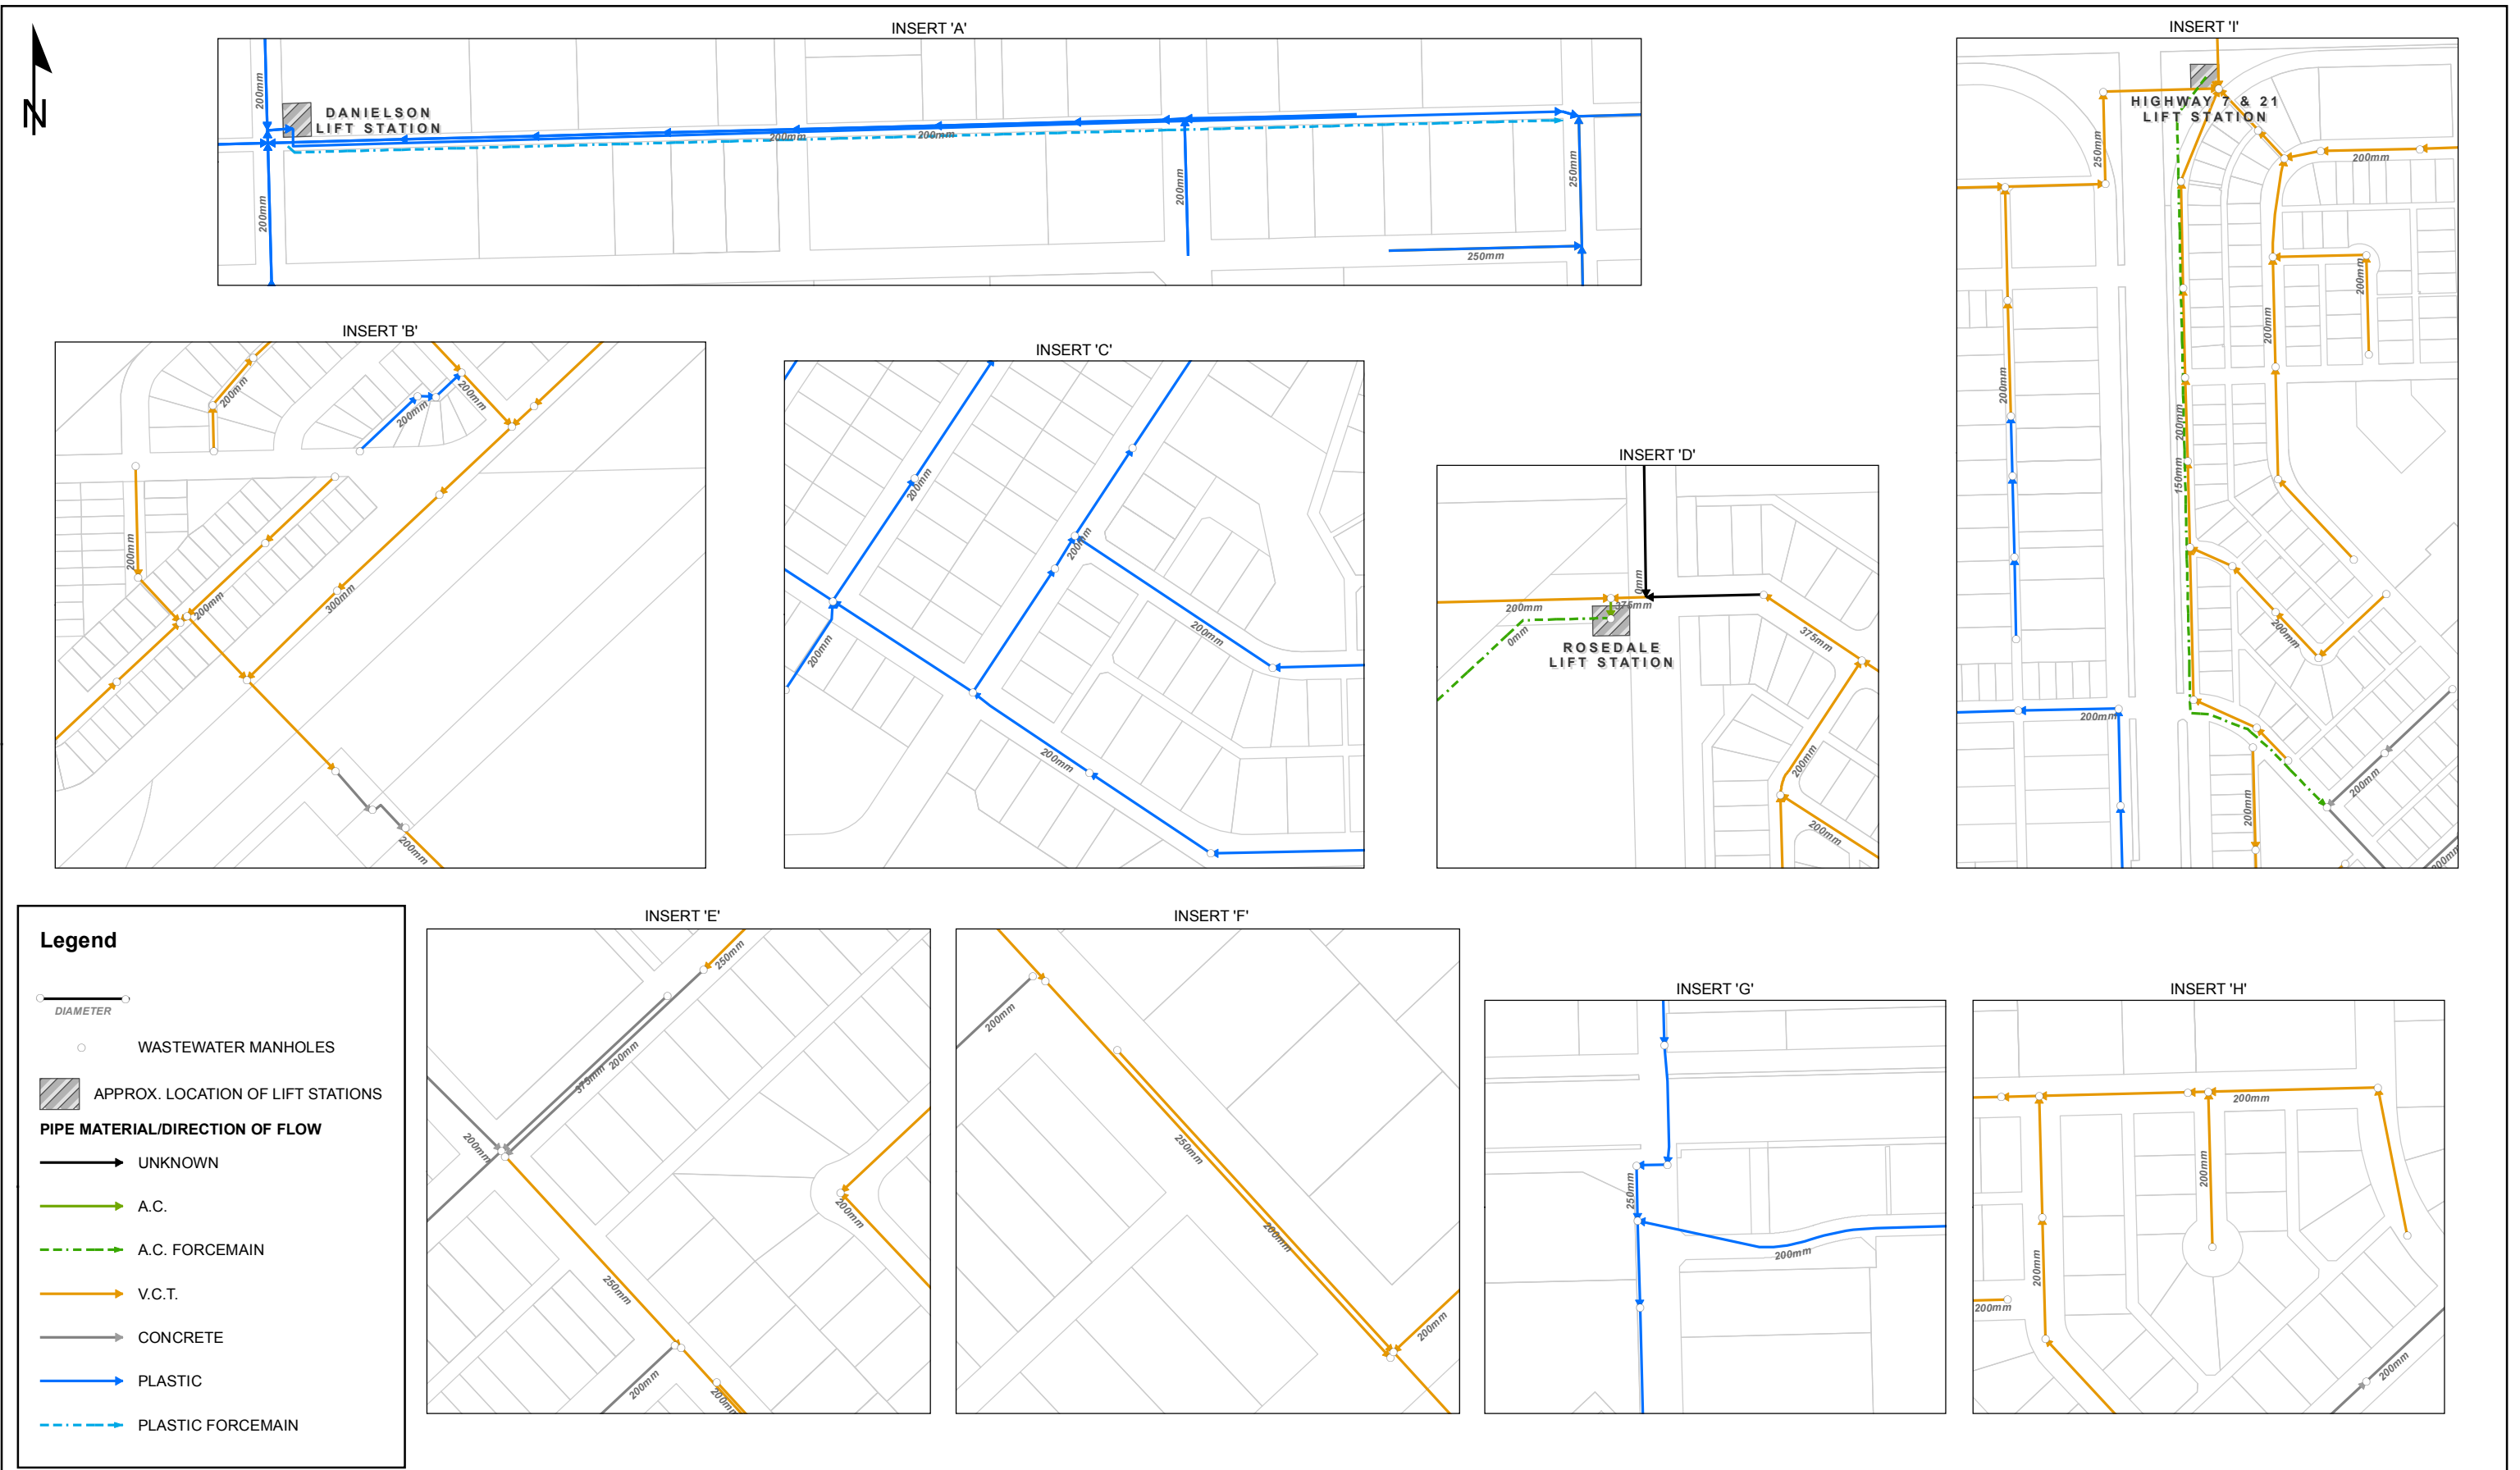 N
INSERT 'A'
200mm
DANIELSON
LIFT STATION
200mm
200mm
200mm
200mm
250mm
250mm
INSERT 'I'
HIGHWAY 7 & 21
LIFT STATION
250mm
200mm
200mm
200mm
200mm
200mm
150mm
200mm
200mm
200mm
200mm
INSERT 'B'
200mm
200mm
200mm
200mm
200mm
300mm
200mm
INSERT 'C'
200mm
200mm
200mm
200mm
200mm
INSERT 'D'
0mm
200mm
375mm
0mm
ROSEDALE
LIFT STATION
375mm
200mm
200mm
Legend
DIAMETER
WASTEWATER MANHOLES
APPROX. LOCATION OF LIFT STATIONS
PIPE MATERIAL/DIRECTION OF FLOW
UNKNOWN
A.C.
A.C. FORCEMAIN
V.C.T.
CONCRETE
PLASTIC
PLASTIC FORCEMAIN
INSERT 'E'
250mm
200mm
375mm
200mm
200mm
250mm
200mm
INSERT 'F'
200mm
250mm
200mm
200mm
INSERT 'G'
250mm
200mm
INSERT 'H'
200mm
200mm
200mm
200mm
200mm